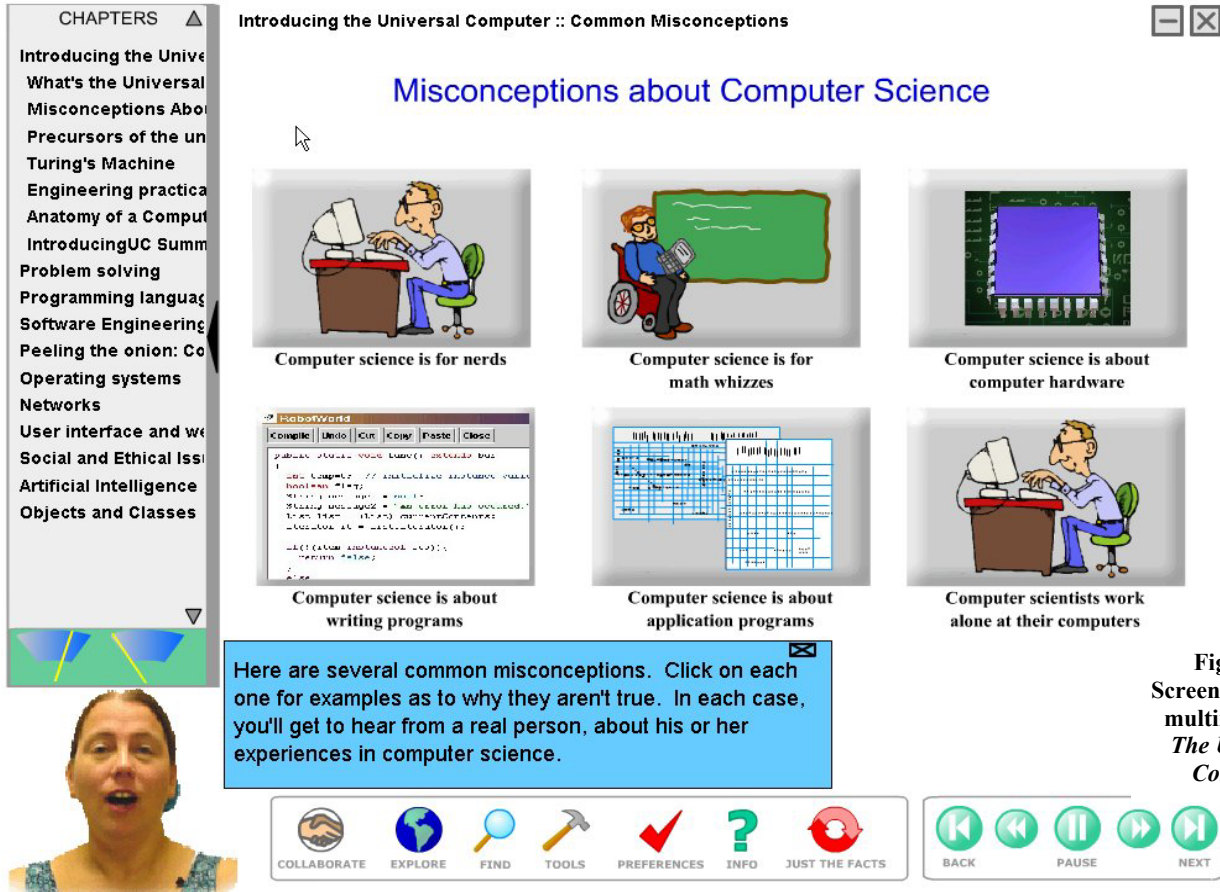 CHAPTERS
Introducing the Unive
What's the Universal
Misconceptions Abo
Precursors of the un
Turing's Machine
Engineering practica
Anatomy of a Comput
IntroducingUC Summ
Problem solving
Programming languag
Software Engineering
Peeling the onion: Co
Operating systems
Networks
User interface and we
Social and Ethical Iss
Artificial Intelligence
Objects and Classes
Introducing the Universal Computer :: Common Misconceptions
Misconceptions about Computer Science
Computer science is for nerds
Computer science is for
math whizzes
Computer science is about
computer hardware
RobotWorld
Compile Undo Cut Copy Paste Close
boolean flag;
return false;
else
Computer science is about
writing programs
Computer science is about
application programs
Computer scientists work
alone at their computers
Here are several common misconceptions. Click on each
one for examples as to why they aren't true. In each case,
you'll get to hear from a real person, about his or her
experiences in computer science.
Fig
Screen
multi
The U
Co
COLLABORATE EXPLORE FIND TOOLS PREFERENCES INFO JUST THE FACTS
BACK PAUSE NEXT